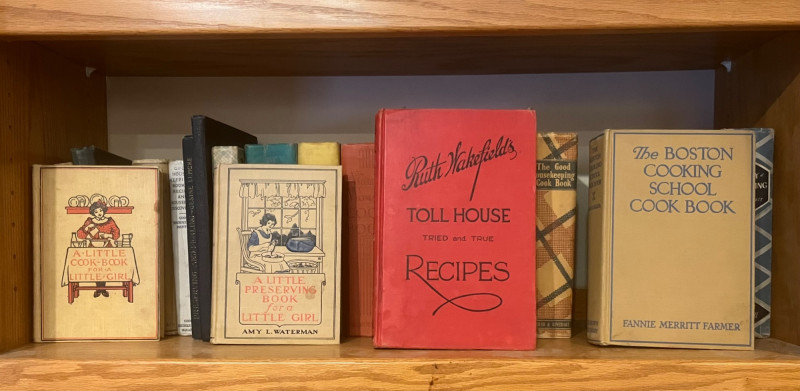 A LITTLE
COOK-BOOK
FOR A
LITTLE-GIRL
A LITTLE
PRESERVING
BOOK
for a
LITTLE GIRL
AMY L. WATERMAN
Ruth Wakefield's
TOLL HOUSE
TRIED and TRUE
RECIPES
The Good
Housekeeping
Cook Book
The BOSTON
COOKING
SCHOOL
COOK BOOK
FANNIE MERRITT FARMER